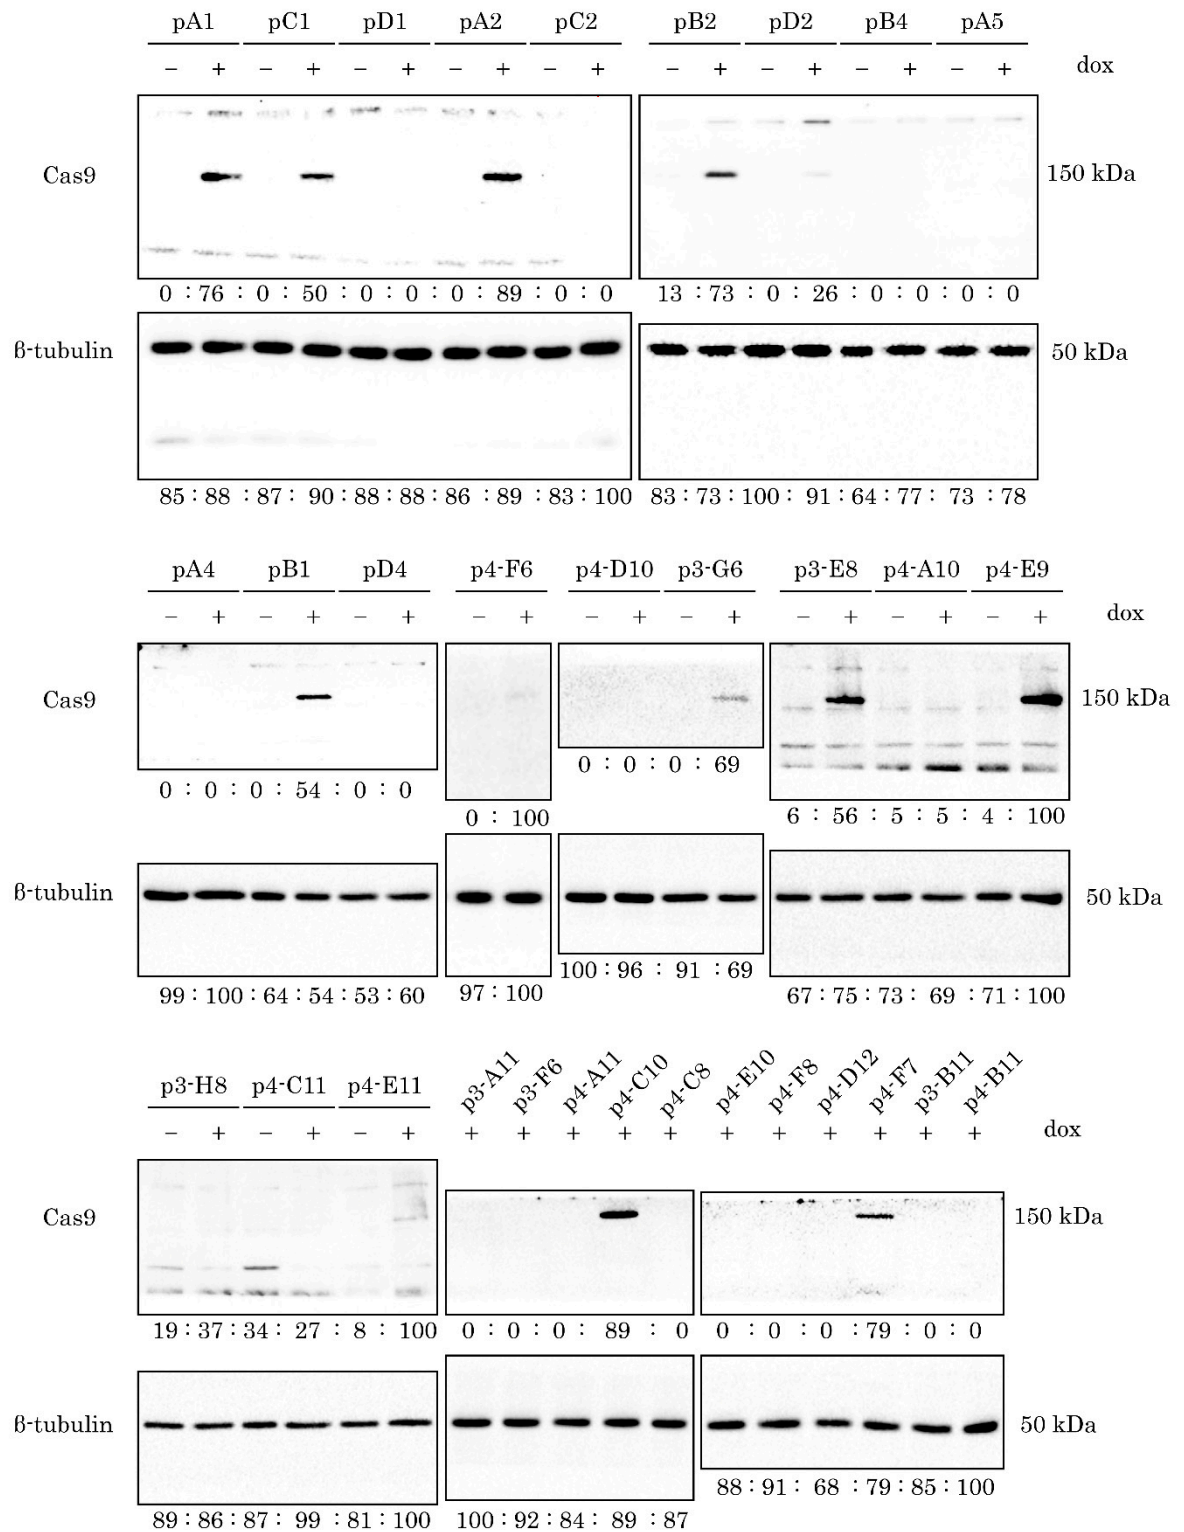 pA1 pC1 pD1 pA2 pC2 pB2 pD2 pB4 pA5
– + – + – + – + – + – + – + – + – + dox
Cas9 150 kDa
0 : 76 : 0 : 50 : 0 : 0 : 0 : 89 : 0 : 0 13 : 73 : 0 : 26 : 0 : 0 : 0 : 0
ß-tubulin 50 kDa
85 : 88 : 87 : 90 : 88 : 88 : 86 : 89 : 83 : 100 83 : 73 : 100 : 91 : 64 : 77 : 73 : 78
pA4 pB1 pD4 p4-F6 p4-D10 p3-G6 p3-E8 p4-A10 p4-E9
– + – + – + – + – + – + – + – + – + dox
Cas9 150 kDa
0 : 0 : 0 : 54 : 0 : 0 0 : 100 0 : 0 : 0 : 69 6 : 56 : 5 : 5 : 4 : 100
ß-tubulin 50 kDa
99 : 100 : 64 : 54 : 53 : 60 97 : 100 100 : 96 : 91 : 69 67 : 75 : 73 : 69 : 71 : 100
p3-H8 p4-C11 p4-E11 p3-A11 p3-F6 p4-A11 p4-C10 p4-C8 p4-E10 p4-F8 p4-D12 p4-F7 p3-B11 p4-B11
– + – + – + + + + + + + + + + + + dox
Cas9 150 kDa
19 : 37 : 34 : 27 : 8 : 100 0 : 0 : 0 : 89 : 0 0 : 0 : 0 : 79 : 0 : 0
ß-tubulin 50 kDa
89 : 86 : 87 : 99 : 81 : 100 100 : 92 : 84 : 89 : 87 88 : 91 : 68 : 79 : 85 : 100